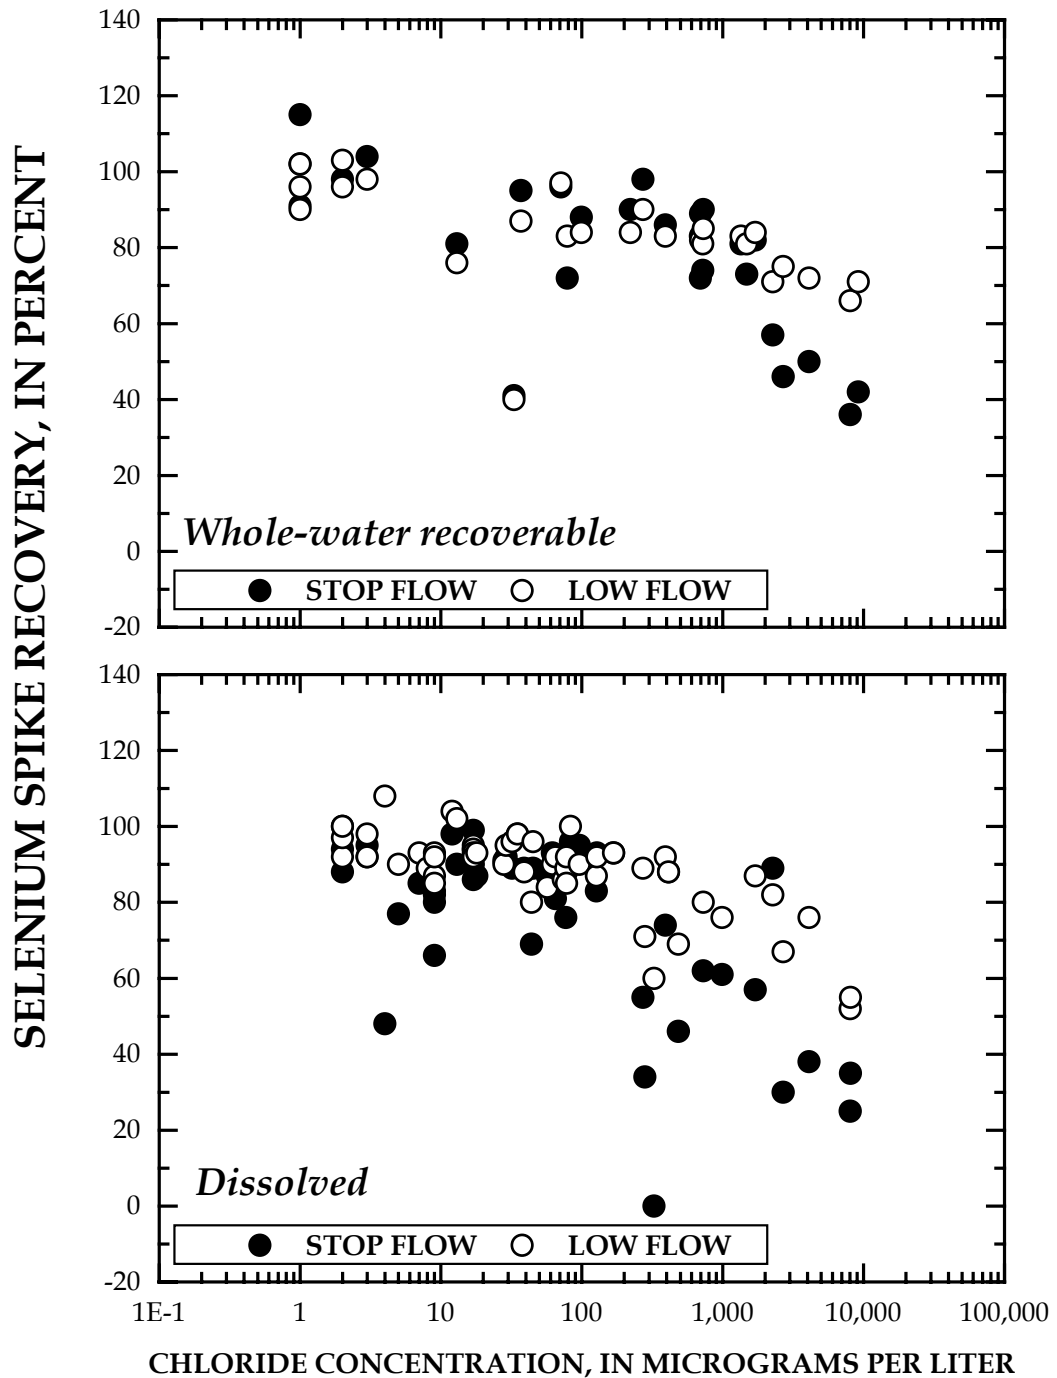 SELENIUM SPIKE RECOVERY, IN PERCENT
140
120
100
80
60
40
20
0
-20
Whole-water recoverable
STOP FLOW LOW FLOW
140
120
100
80
60
40
20
0
-20
Dissolved
STOP FLOW LOW FLOW
1E-1 1 10 100 1,000 10,000 100,000
CHLORIDE CONCENTRATION, IN MICROGRAMS PER LITER